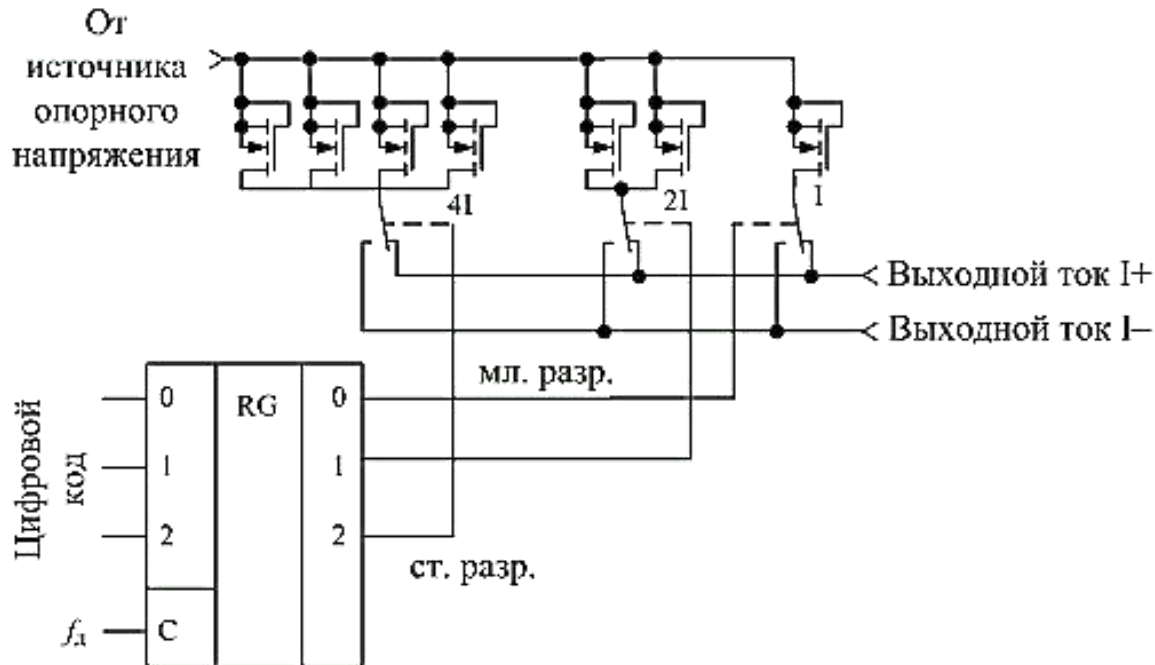 От
источника
опорного
напряжения
4I
2I
I
Выходной ток I+
Выходной ток I–
мл. разр.
Цифровой
код
0
RG
0
1
1
2
2
ст. разр.
fд
C